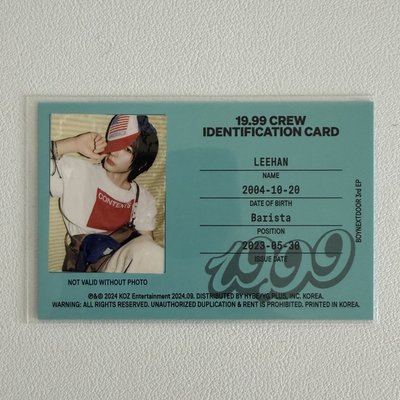 19.99 CREW
IDENTIFICATION CARD
LEEHAN
NAME
2004-10-20
DATE OF BIRTH
Barista
POSITION
2023-05-30
ISSUE DATE
1999
BOYNEXTDOOR 3rd EP
CONTENTS
NOT VALID WITHOUT PHOTO
℗&© 2024 KOZ Entertainment 2024.09. DISTRIBUTED BY HYBE/YG PLUS, INC. KOREA.
WARNING: ALL RIGHTS RESERVED. UNAUTHORIZED DUPLICATION & RENT IS PROHIBITED. PRINTED IN KOREA.